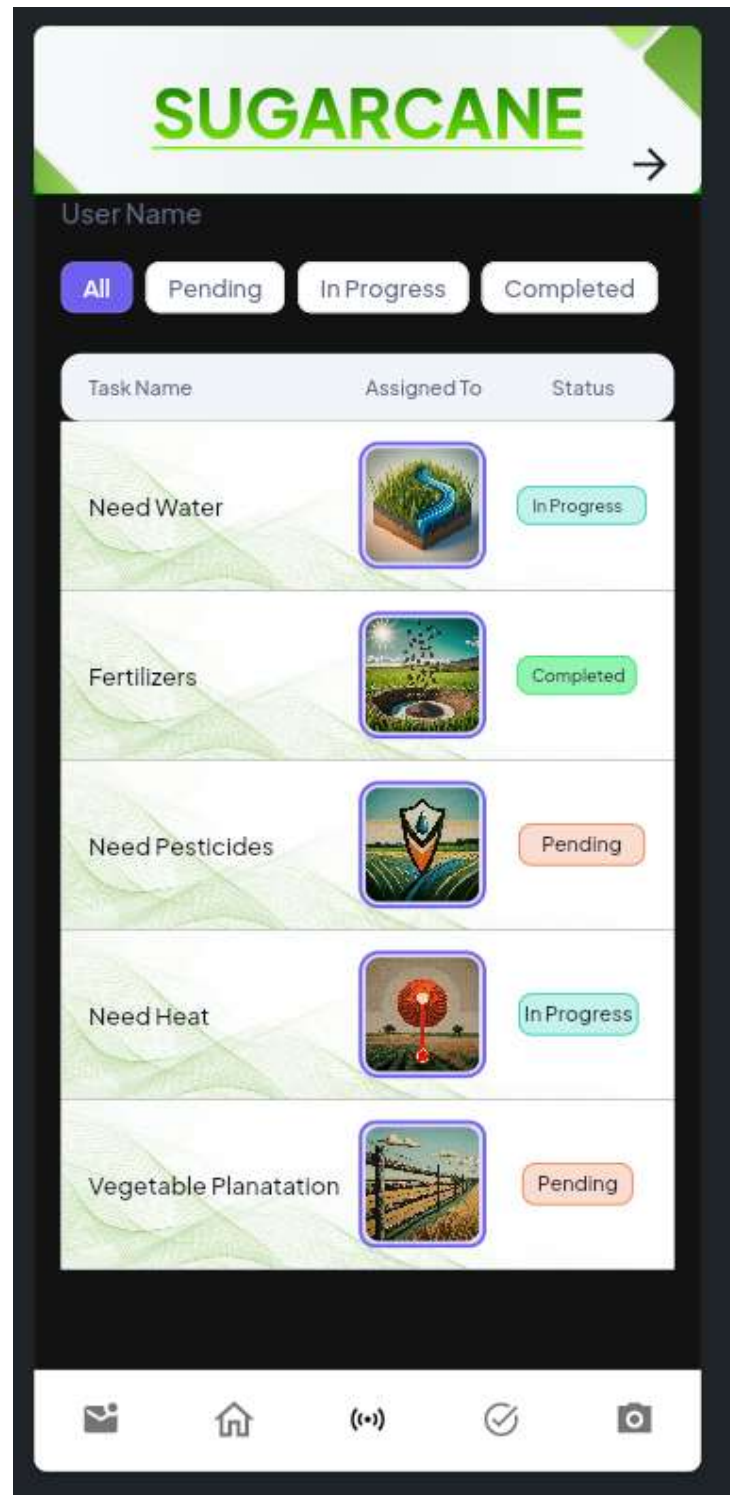 SUGARCANE
User Name
All Pending In Progress Completed
Task Name Assigned To Status
Need Water In Progress
Fertilizers Completed
Need Pesticides Pending
Need Heat In Progress
Vegetable Planatation Pending